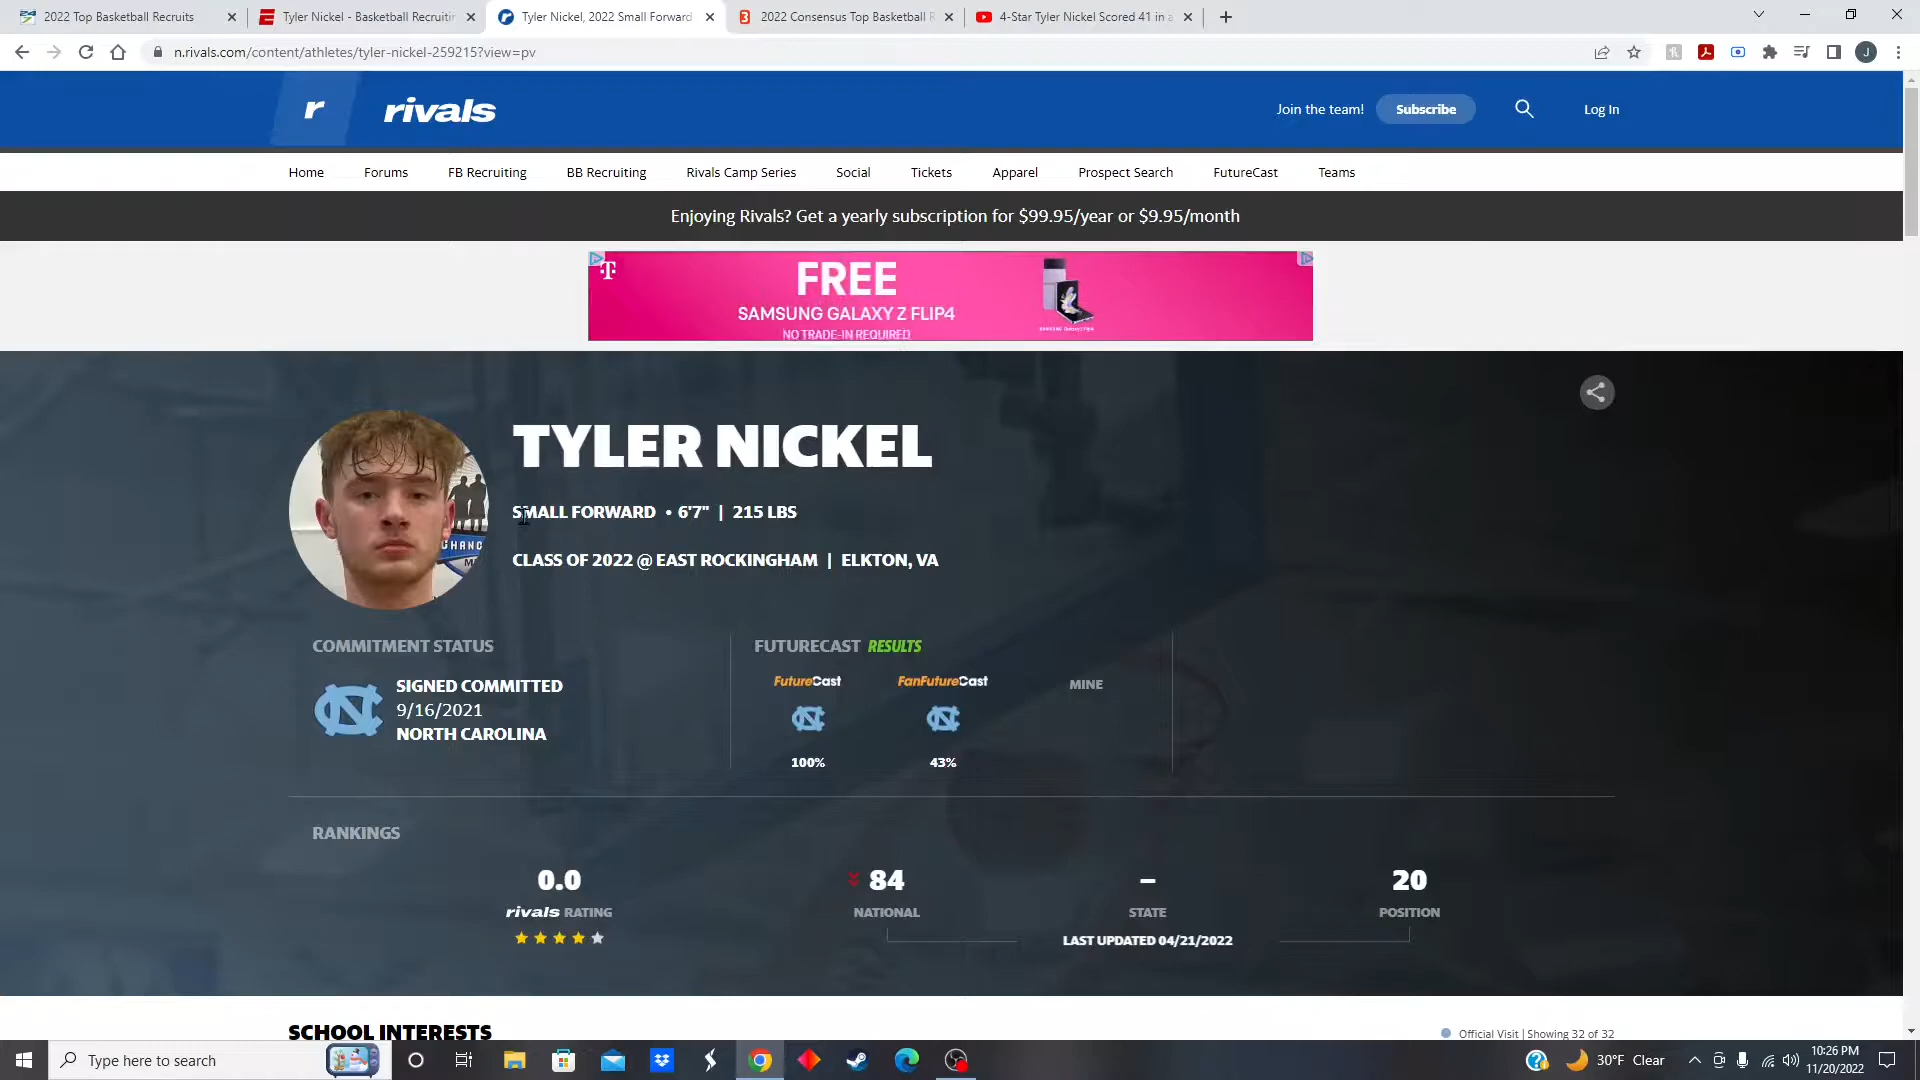 2022 Top Basketball Recruits
Tyler Nickel - Basketball Recruitin
Tyler Nickel, 2022 Small Forward
2022 Consensus Top Basketball R
4-Star Tyler Nickel Scored 41 in a
n.rivals.com/content/athletes/tyler-nickel-259215?view=pv
J
r rivals
Join the team! Subscribe Log In
Home Forums FB Recruiting BB Recruiting Rivals Camp Series Social Tickets Apparel Prospect Search FutureCast Teams
Enjoying Rivals? Get a yearly subscription for $99.95/year or $9.95/month
T
FREE
SAMSUNG GALAXY Z FLIP4
NO TRADE-IN REQUIRED
TYLER NICKEL
SMALL FORWARD • 6'7" | 215 LBS
CLASS OF 2022 @ EAST ROCKINGHAM | ELKTON, VA
COMMITMENT STATUS
SIGNED COMMITTED
9/16/2021
NORTH CAROLINA
FUTURECAST RESULTS
FutureCast FanFutureCast MINE
100% 43%
RANKINGS
0.0 84 – 20
rivals RATING NATIONAL STATE POSITION
LAST UPDATED 04/21/2022
SCHOOL INTERESTS
Official Visit | Showing 32 of 32
Type here to search
30°F Clear
10:26 PM
11/20/2022